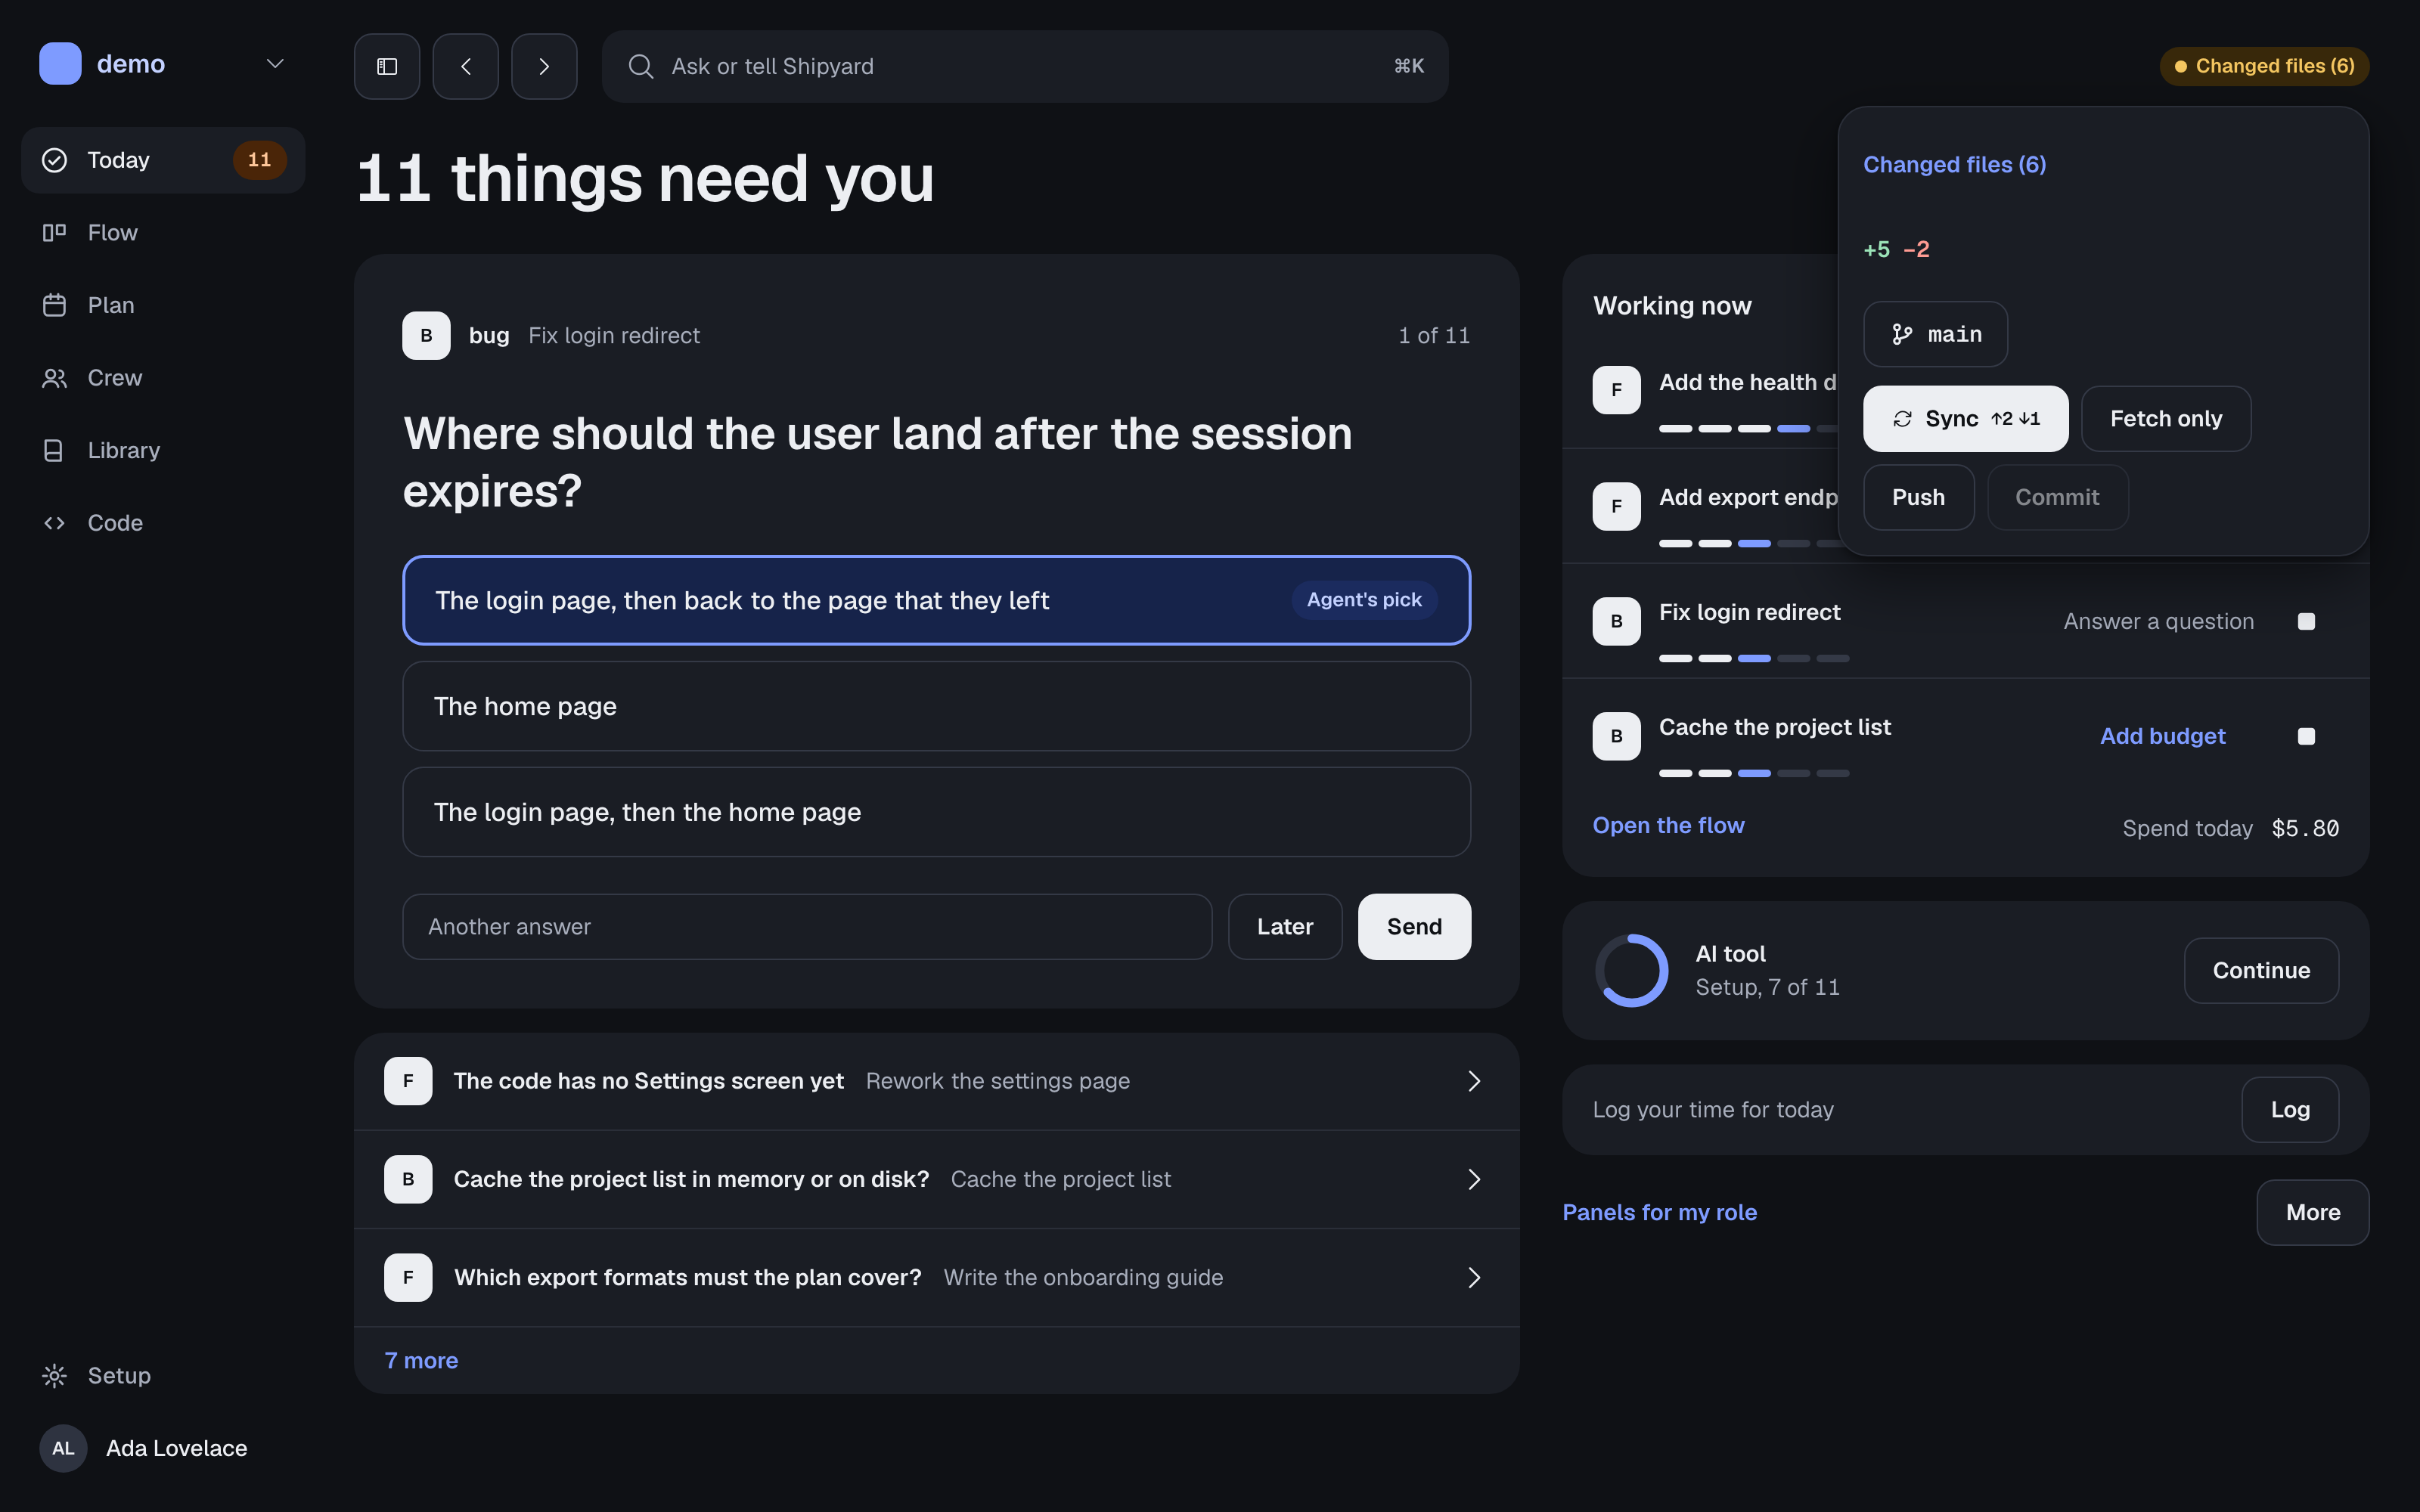 demo
Ask or tell Shipyard ⌘K
Changed files (6)
Today 11
Flow
Plan
Crew
Library
Code
Setup
AL Ada Lovelace
11 things need you
B bug Fix login redirect 1 of 11
Where should the user land after the session
expires?
The login page, then back to the page that they left Agent's pick
The home page
The login page, then the home page
Another answer Later Send
F The code has no Settings screen yet Rework the settings page
B Cache the project list in memory or on disk? Cache the project list
F Which export formats must the plan cover? Write the onboarding guide
7 more
Changed files (6)
+5 −2
main
Sync ↑2 ↓1 Fetch only
Push Commit
Working now
F Add the health d
F Add export endp
B Fix login redirect Answer a question
B Cache the project list Add budget
Open the flow Spend today $5.80
AI tool
Setup, 7 of 11
Continue
Log your time for today Log
Panels for my role More